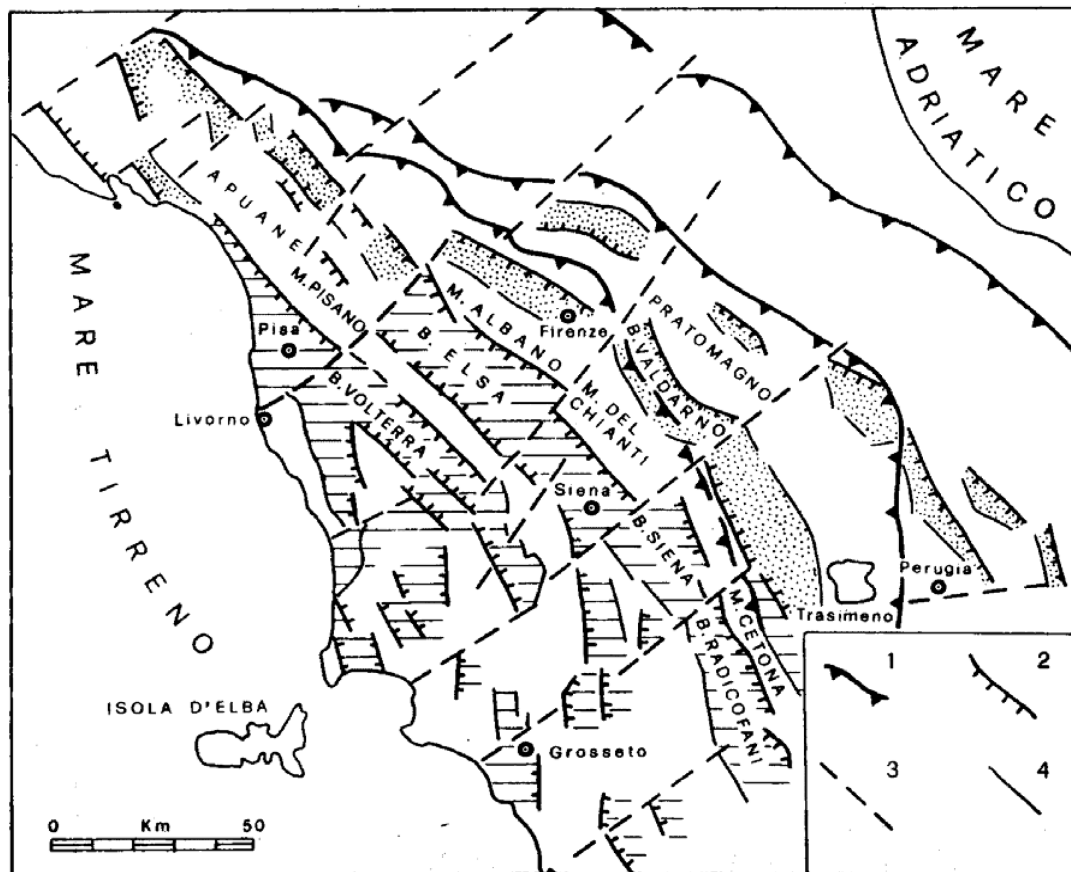 MARE
ADRIATICO
MARE TIRRENO
APUANE
M. PISANO
Pisa
Livorno
B. VOLTERRA
B. ELSA
M. ALBANO
Firenze
M. DEL
CHIANTI
B. VALDARNO
PRATOMAGNO
Siena
B. SIENA
B. RADICOFANI
M. CETONA
Trasimeno
Perugia
ISOLA D'ELBA
Grosseto
0 Km 50
1
2
3
4